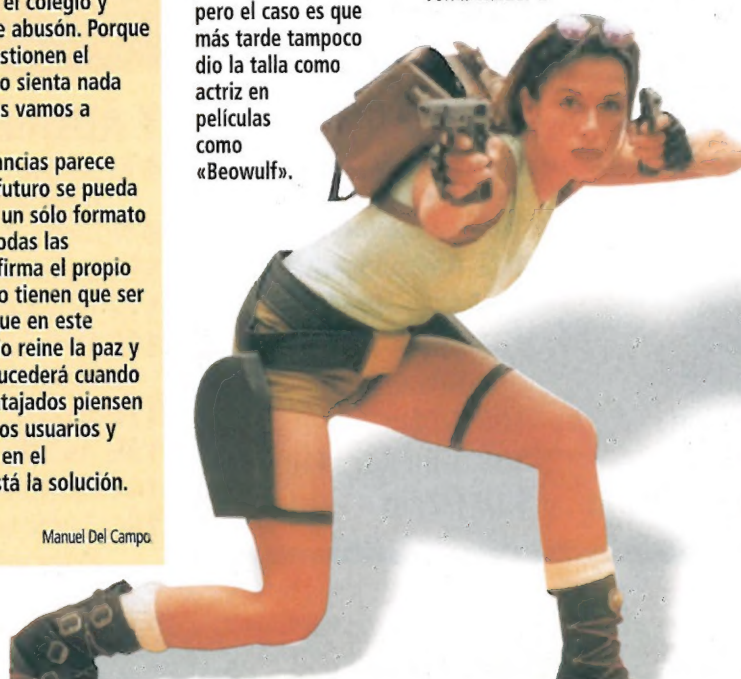 el colegio y
abusón. Porque
estionen el
sienta nada
vamos a
ancias parece
futuro se pueda
un sólo formato
odas las
firma el propio
tienen que ser
ue en este
o reine la paz y
ucederá cuando
tajados piensen
os usuarios y
en el
tá la solución.
Manuel Del Campo.
pero el caso es que
más tarde tampoco
dio la talla como
actriz en
películas
como
«Beowulf».